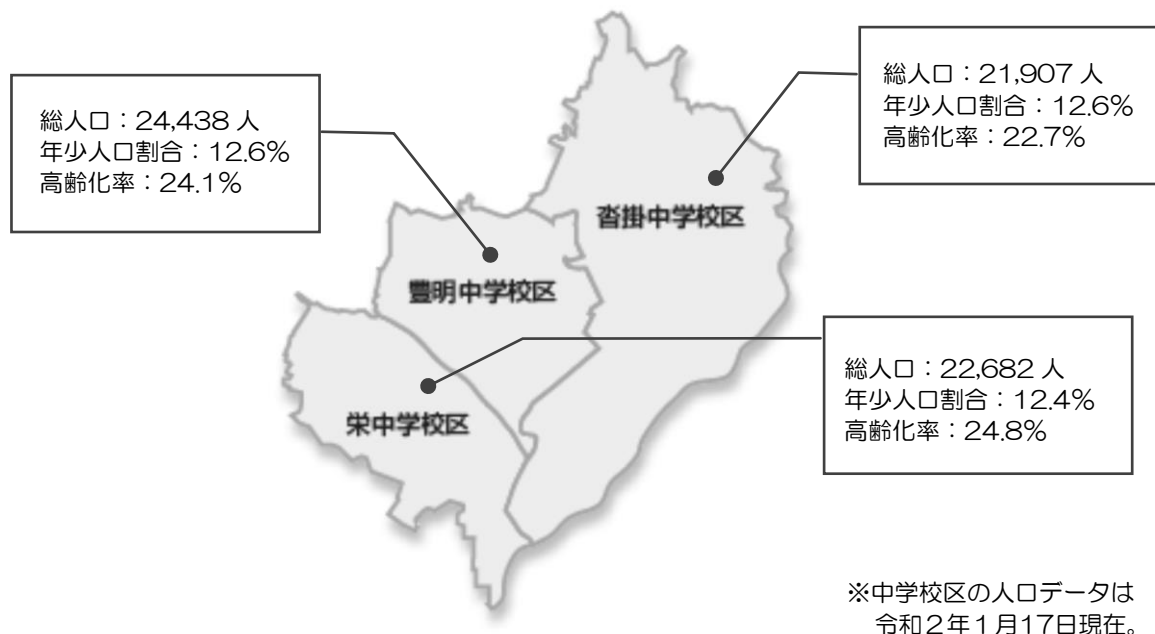 総人口：21,907 人
年少人口割合：12.6%
高齢化率：22.7%
総人口：24,438 人
年少人口割合：12.6%
高齢化率：24.1%
沓掛中学校区
豊明中学校区
総人口：22,682 人
年少人口割合：12.4%
高齢化率：24.8%
栄中学校区
※中学校区の人口データは
令和２年１月17日現在。